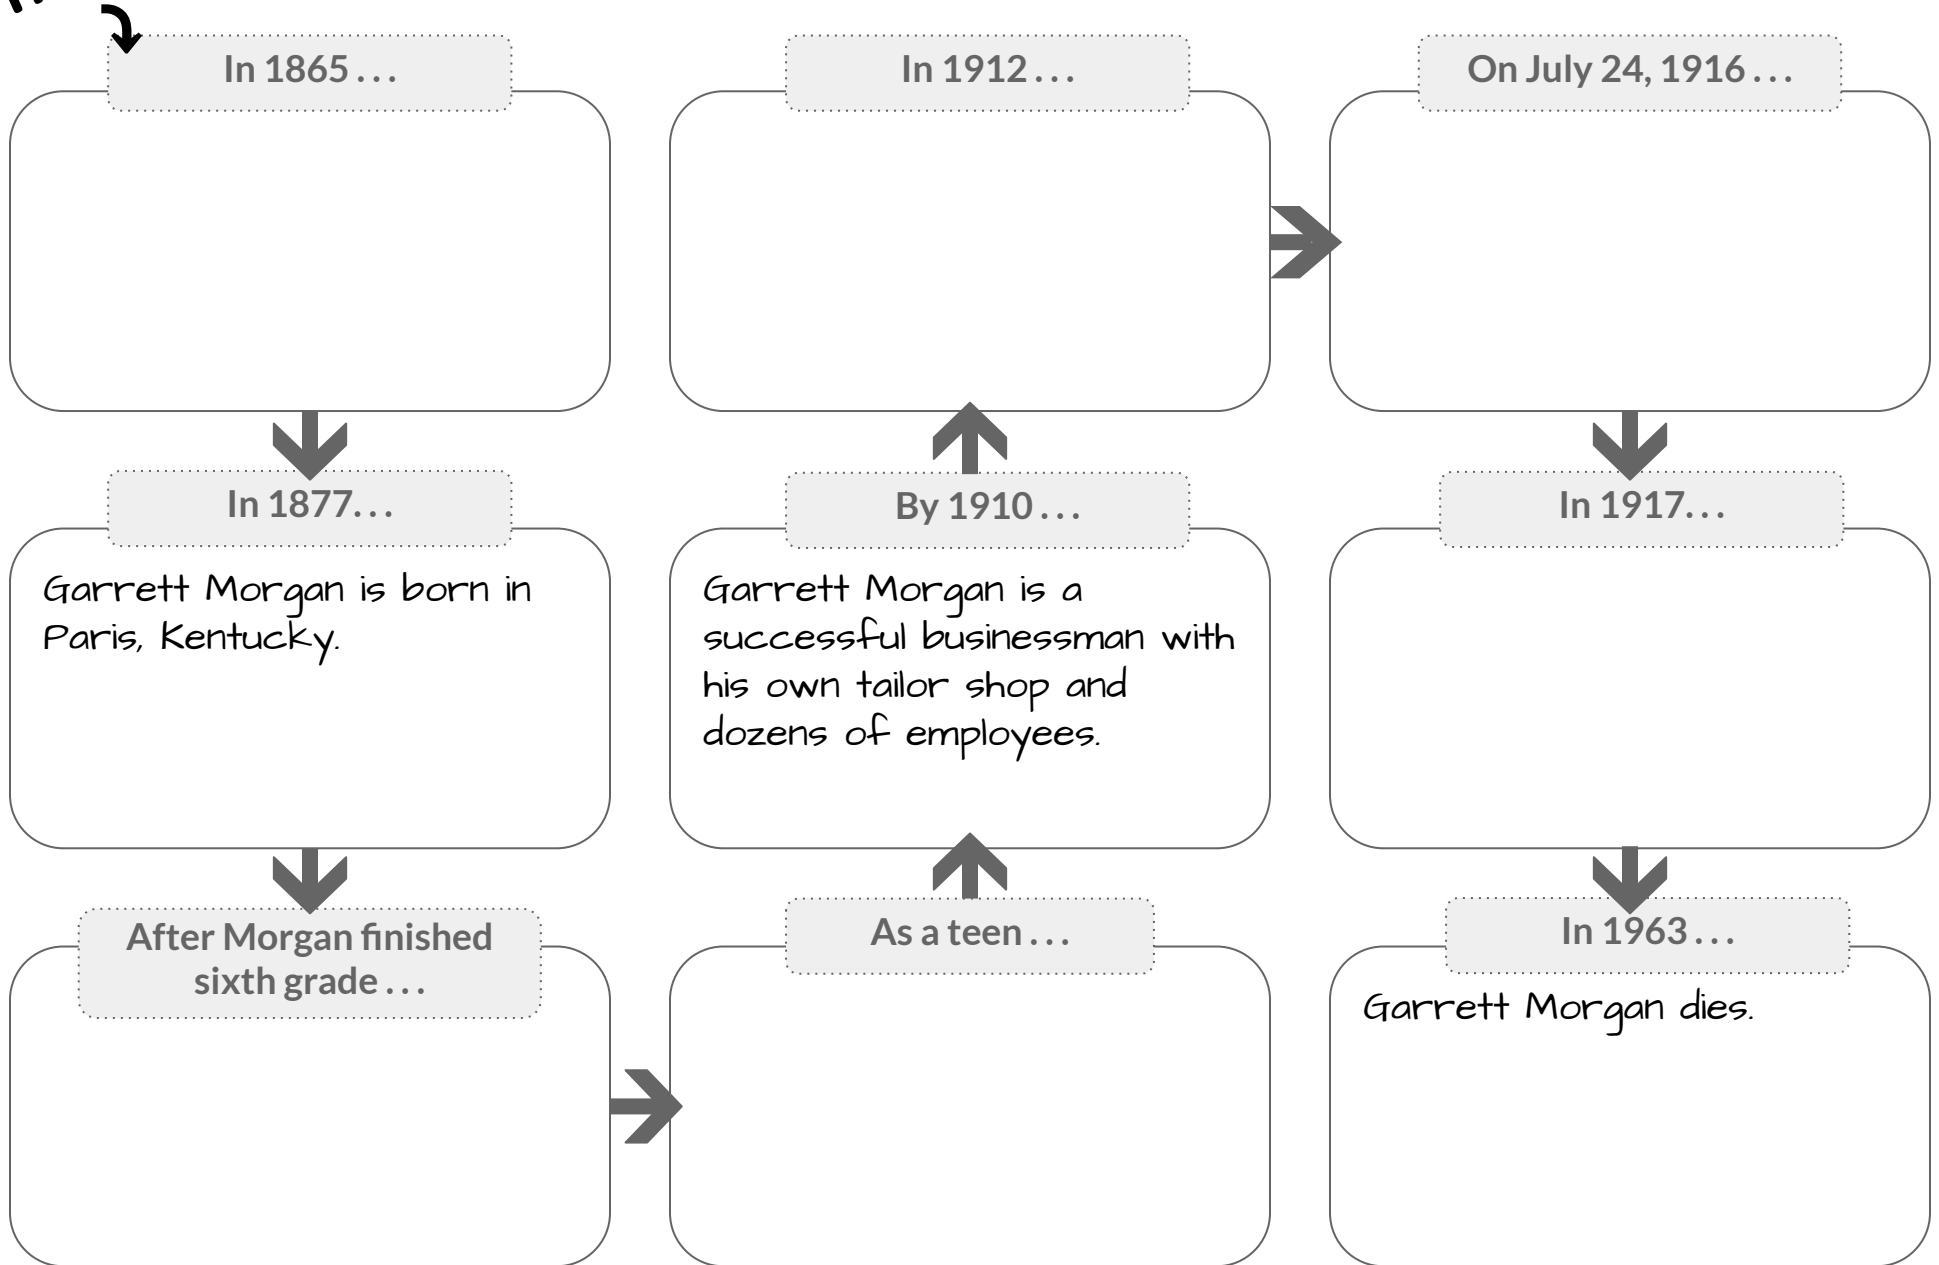 In 1865 . . .
In 1877. . .
Garrett Morgan is born in
Paris, Kentucky.
After Morgan finished
sixth grade . . .
As a teen . . .
By 1910 . . .
Garrett Morgan is a
successful businessman with
his own tailor shop and
dozens of employees.
In 1912 . . .
On July 24, 1916 . . .
In 1917. . .
In 1963 . . .
Garrett Morgan dies.